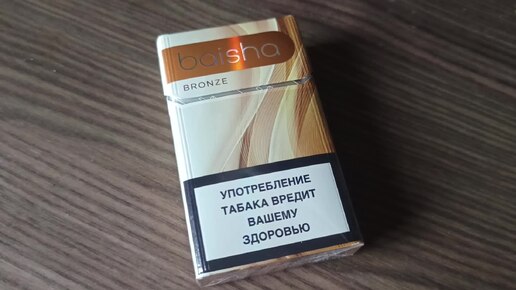 baisha
BRONZE
УПОТРЕБЛЕНИЕ
ТАБАКА ВРЕДИТ
ВАШЕМУ
ЗДОРОВЬЮ